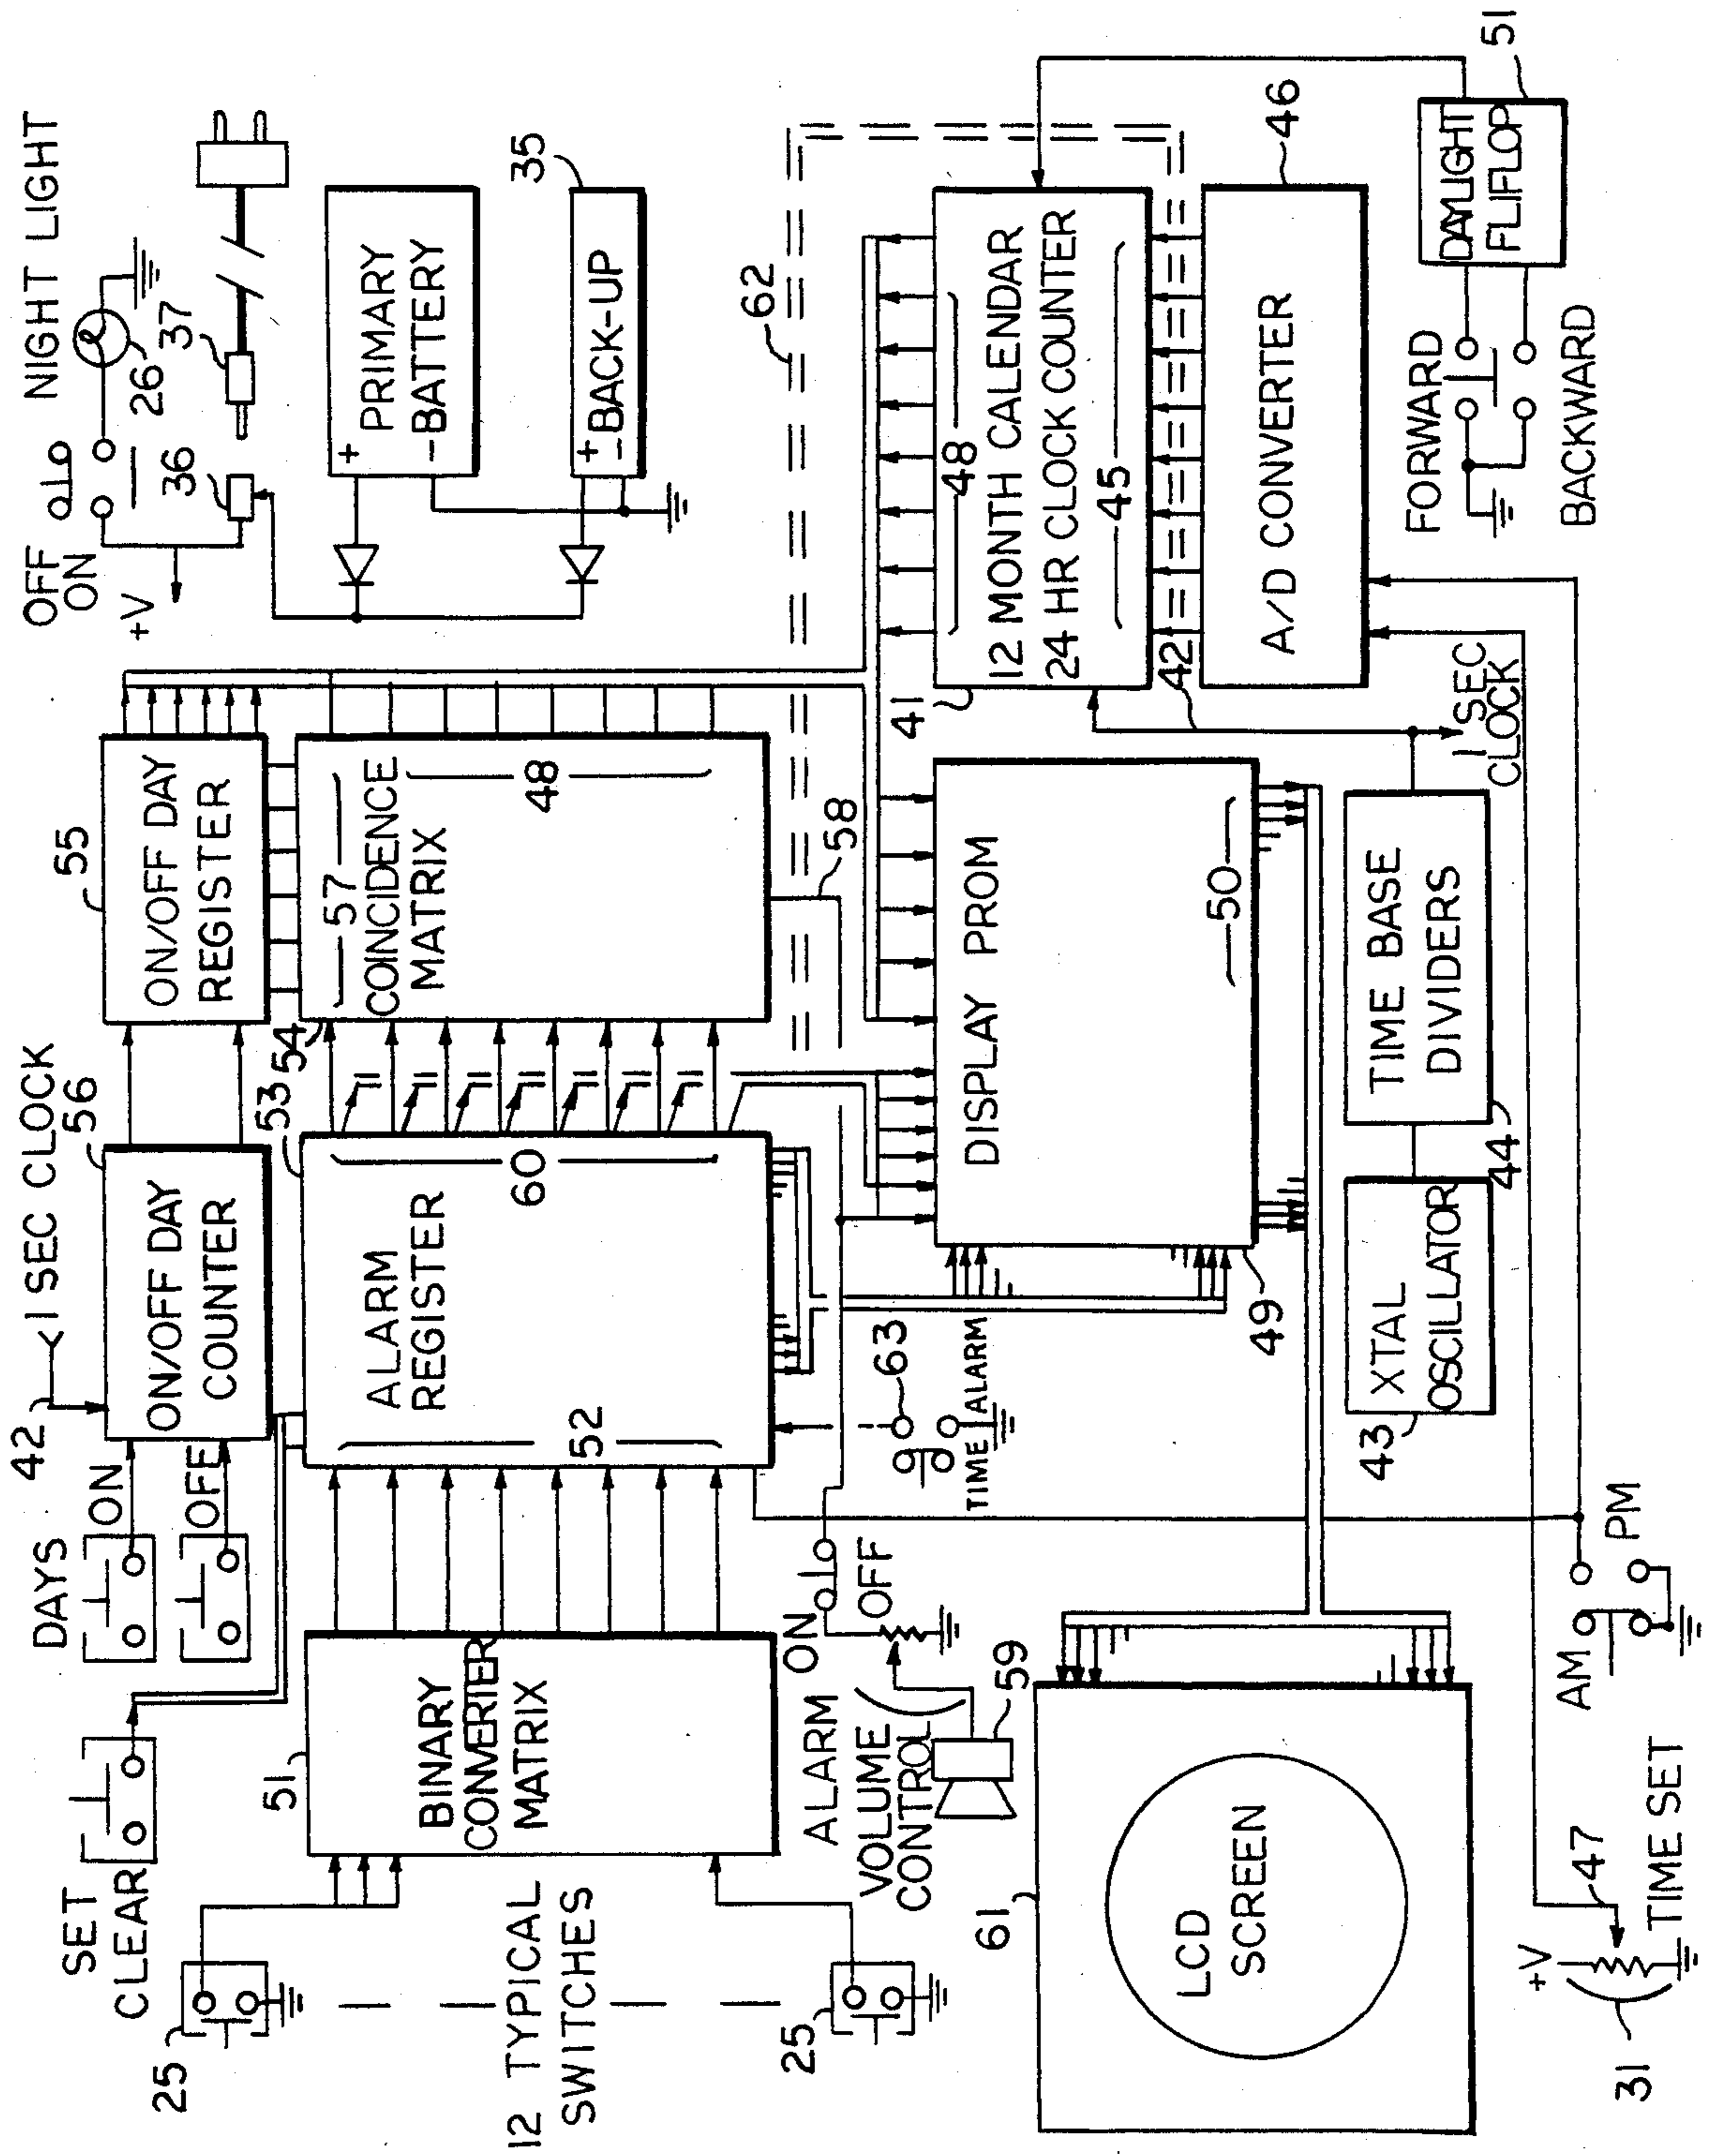 SET
CLEAR
DAYS
ON
OFF
42
1 SEC CLOCK
56
ON/OFF DAY
COUNTER
55
ON/OFF DAY
REGISTER
OFF
ON
NIGHT LIGHT
+V
26
36
37
25
12 TYPICAL
SWITCHES
25
51
BINARY
CONVERTER
MATRIX
53
ALARM
REGISTER
52
60
54
57
COINCIDENCE
MATRIX
48
58
+
PRIMARY
-BATTERY
35
+
-BACK-UP
62
ALARM
ON
OFF
VOLUME
CONTROL
59
63
TIME
ALARM
DISPLAY PROM
49
50
41
48
12 MONTH CALENDAR
24 HR CLOCK COUNTER
45
42
A/D CONVERTER
46
1 SEC
CLOCK
61
LCD
SCREEN
43
XTAL
OSCILLATOR
44
TIME BASE
DIVIDERS
FORWARD
BACKWARD
DAYLIGHT
FLIFLOP
51
+V
31
47
TIME SET
AM
PM